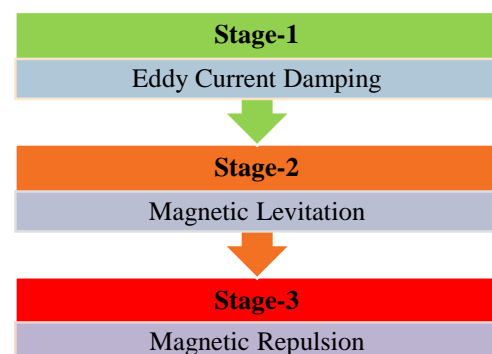 Stage-1
Eddy Current Damping
Stage-2
Magnetic Levitation
Stage-3
Magnetic Repulsion